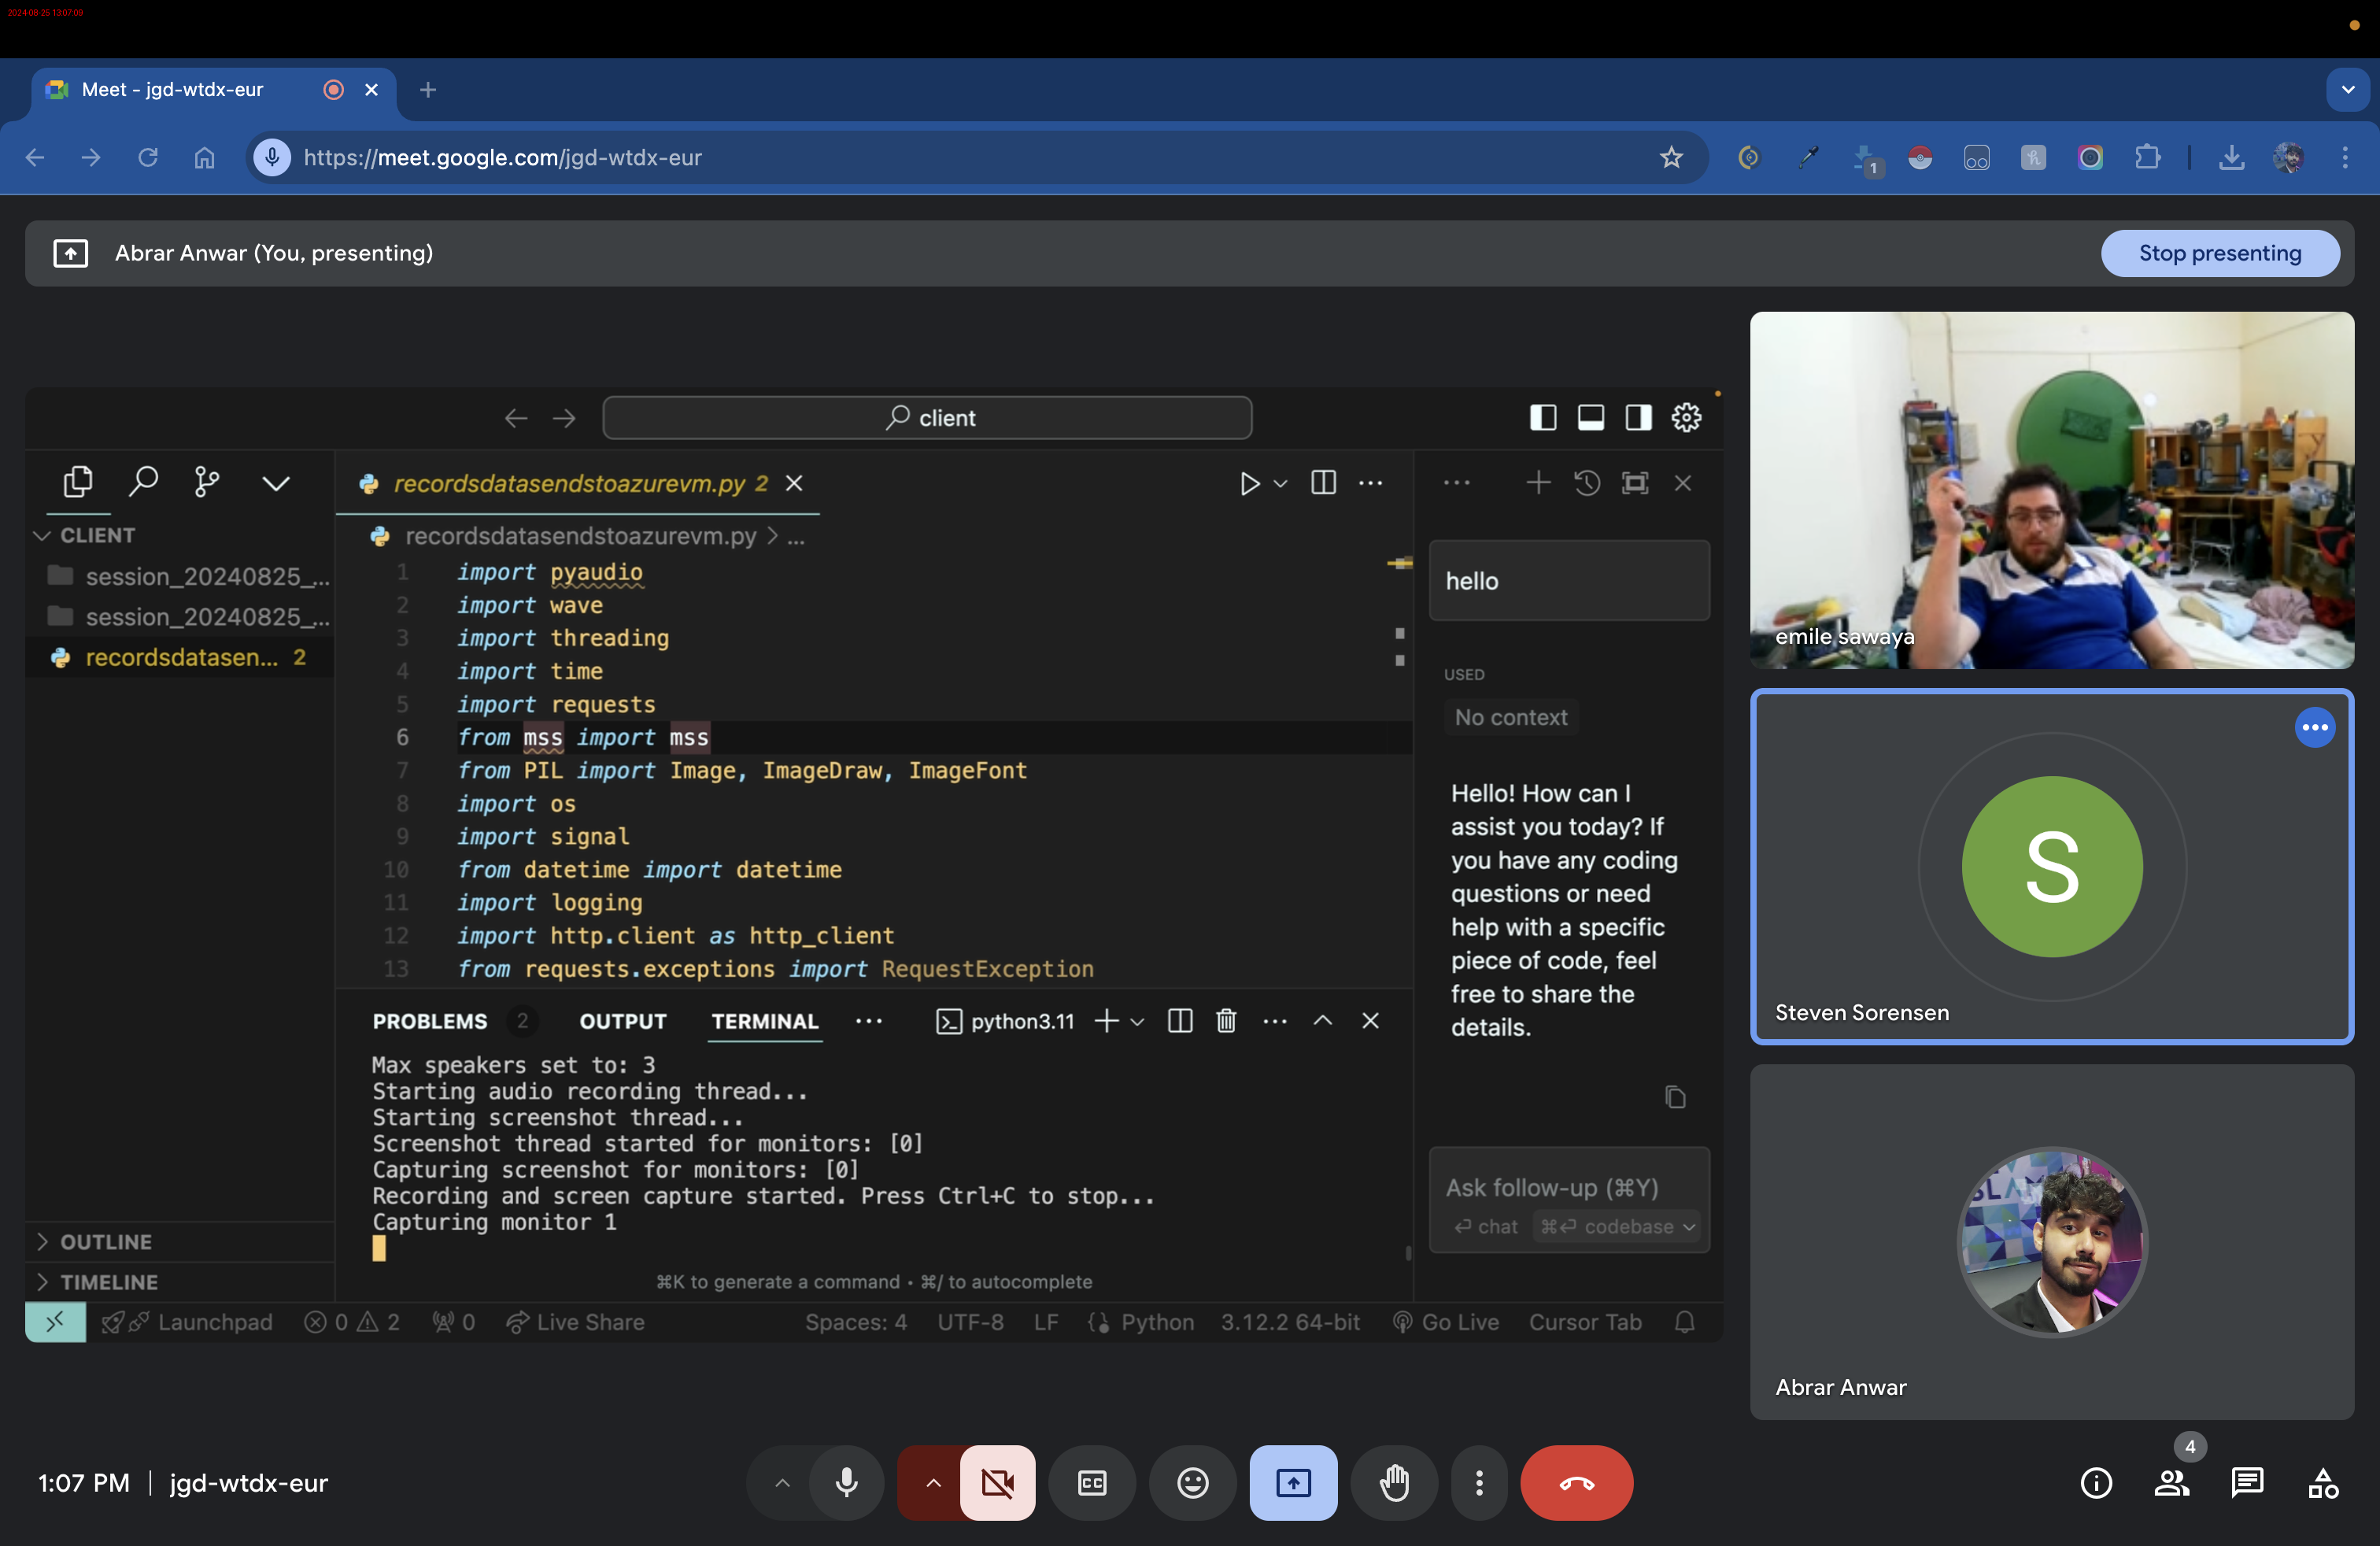 2024-08-25 13:07:09
Meet - jgd-wtdx-eur
https://meet.google.com/jgd-wtdx-eur
1
Abrar Anwar (You, presenting)
Stop presenting
client
recordsdatasendstoazurevm.py 2
CLIENT
session_20240825_...
session_20240825_...
recordsdatasen... 2
recordsdatasendstoazurevm.py > ...
1 import pyaudio
2 import wave
3 import threading
4 import time
5 import requests
6 from mss import mss
7 from PIL import Image, ImageDraw, ImageFont
8 import os
9 import signal
10 from datetime import datetime
11 import logging
12 import http.client as http_client
13 from requests.exceptions import RequestException
PROBLEMS 2 OUTPUT TERMINAL ... python3.11
Max speakers set to: 3
Starting audio recording thread...
Starting screenshot thread...
Screenshot thread started for monitors: [0]
Capturing screenshot for monitors: [0]
Recording and screen capture started. Press Ctrl+C to stop...
Capturing monitor 1
⌘K to generate a command • ⌘/ to autocomplete
OUTLINE
TIMELINE
Launchpad 0 2 0 Live Share Spaces: 4 UTF-8 LF Python 3.12.2 64-bit Go Live Cursor Tab
hello
USED
No context
Hello! How can I
assist you today? If
you have any coding
questions or need
help with a specific
piece of code, feel
free to share the
details.
Ask follow-up (⌘Y)
⏎ chat ⌘⏎ codebase
emile sawaya
S
Steven Sorensen
SLAM
Abrar Anwar
1:07 PM | jgd-wtdx-eur
CC
4